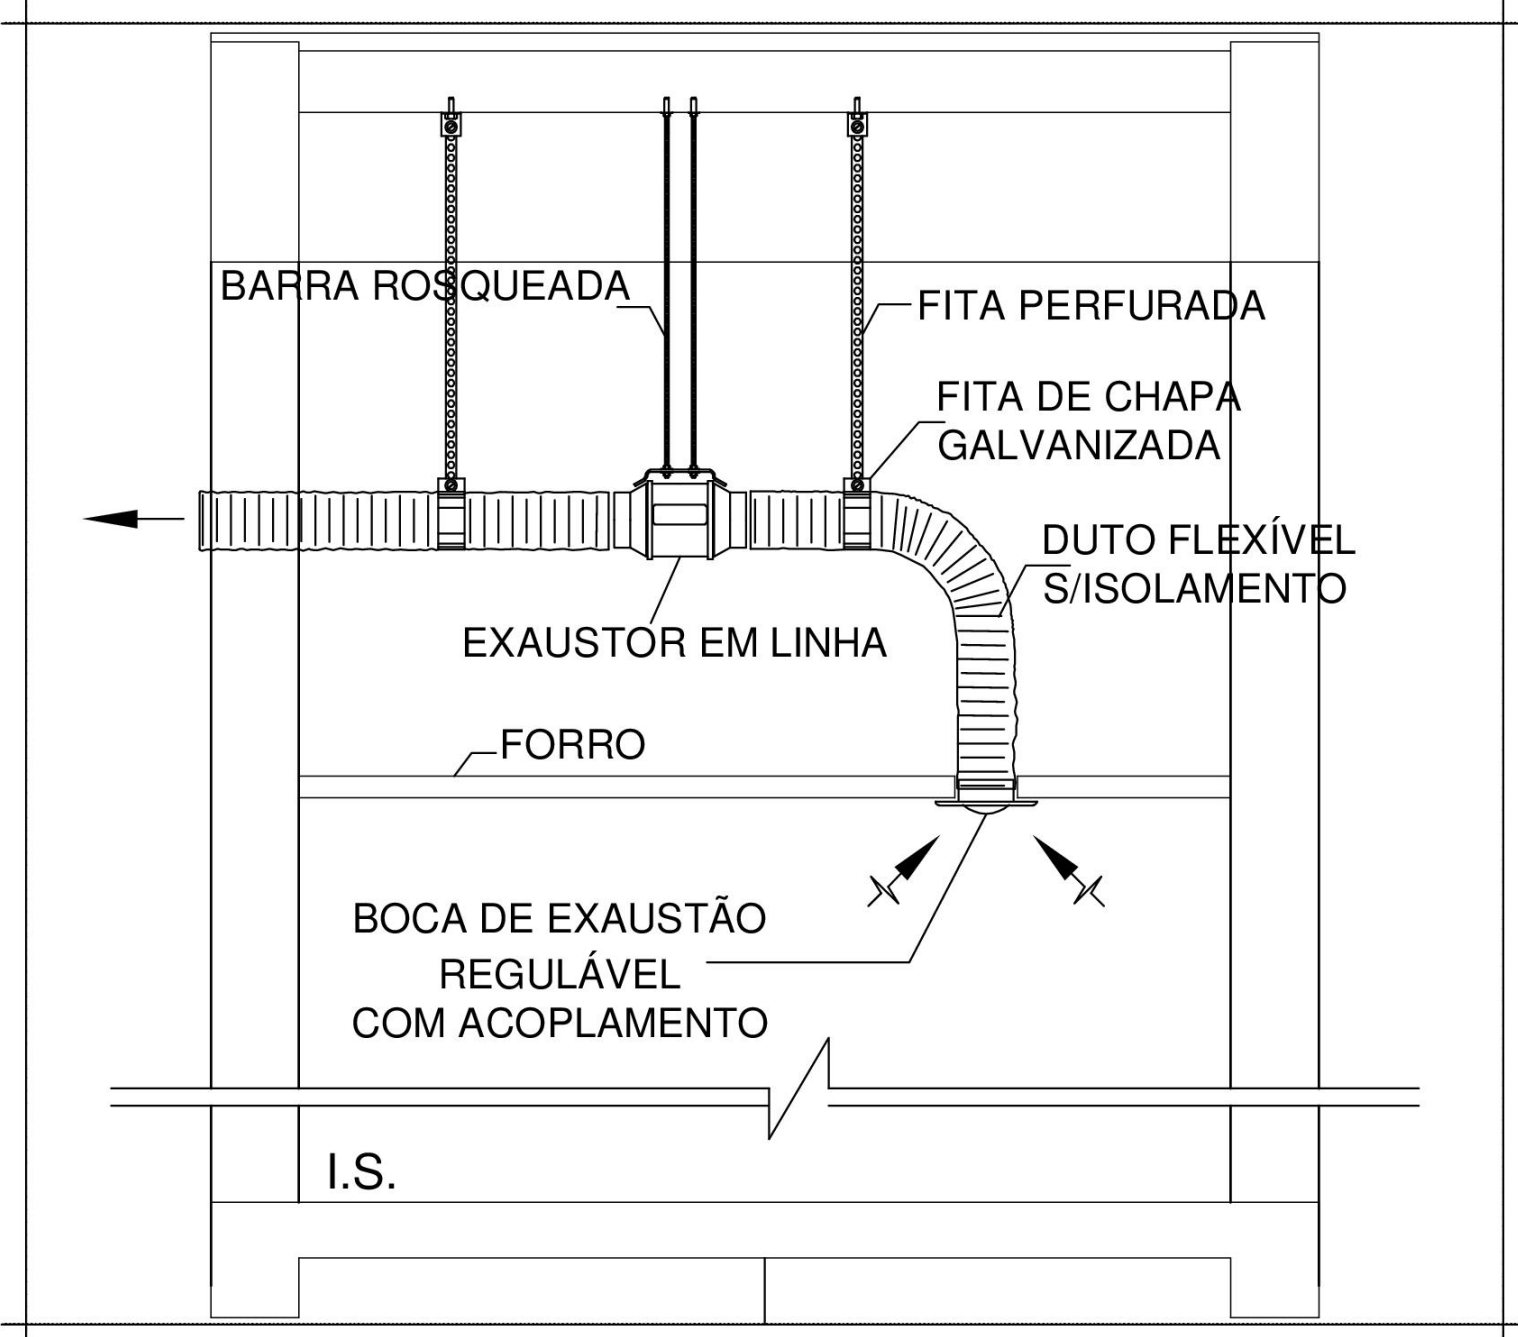 BARRA ROSQUEADA
FITA PERFURADA
FITA DE CHAPA
GALVANIZADA
DUTO FLEXÍVEL
S/ISOLAMENTO
EXAUSTOR EM LINHA
FORRO
BOCA DE EXAUSTÃO
REGULÁVEL
COM ACOPLAMENTO
I.S.